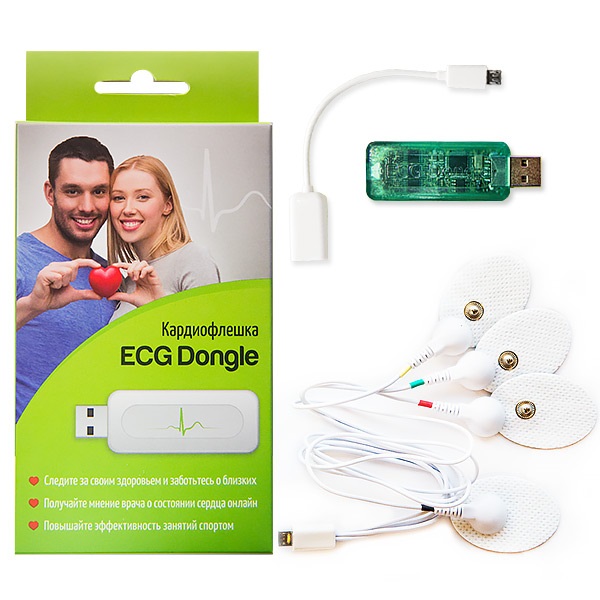 Кардиофлешка
ECG Dongle
Следите за своим здоровьем и заботьтесь о близких
Получайте мнение врача о состоянии сердца онлайн
Повышайте эффективность занятий спортом